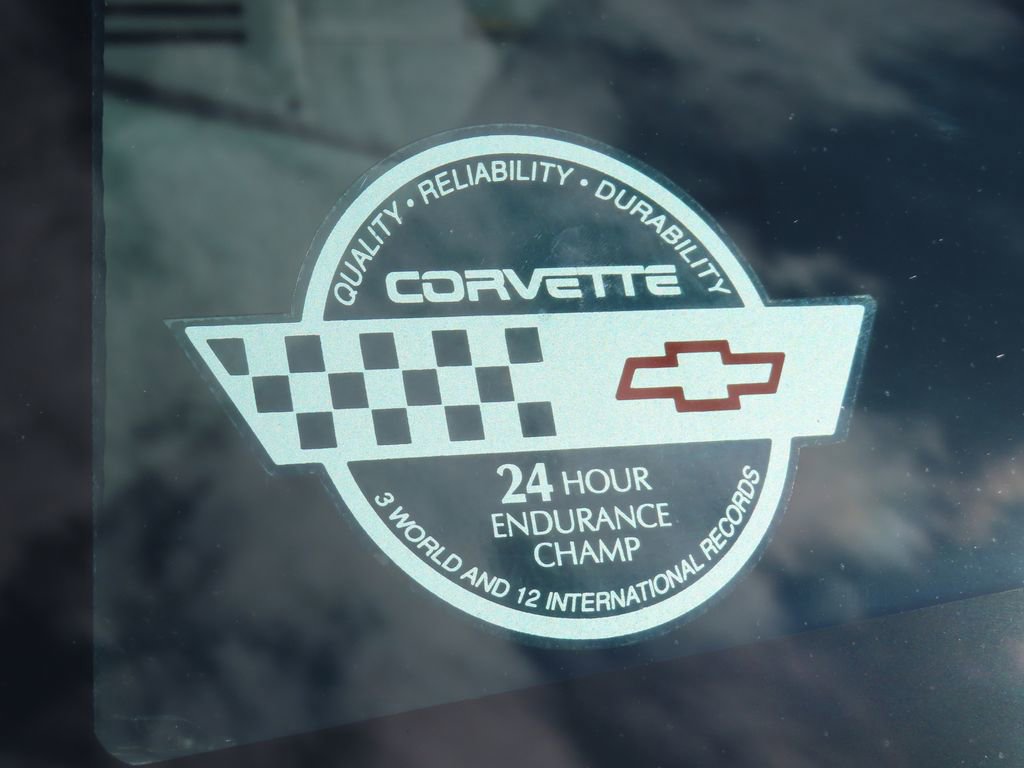 QUALITY • RELIABILITY • DURABILITY
CORVETTE
24 HOUR
ENDURANCE
CHAMP
3 WORLD AND 12 INTERNATIONAL RECORDS